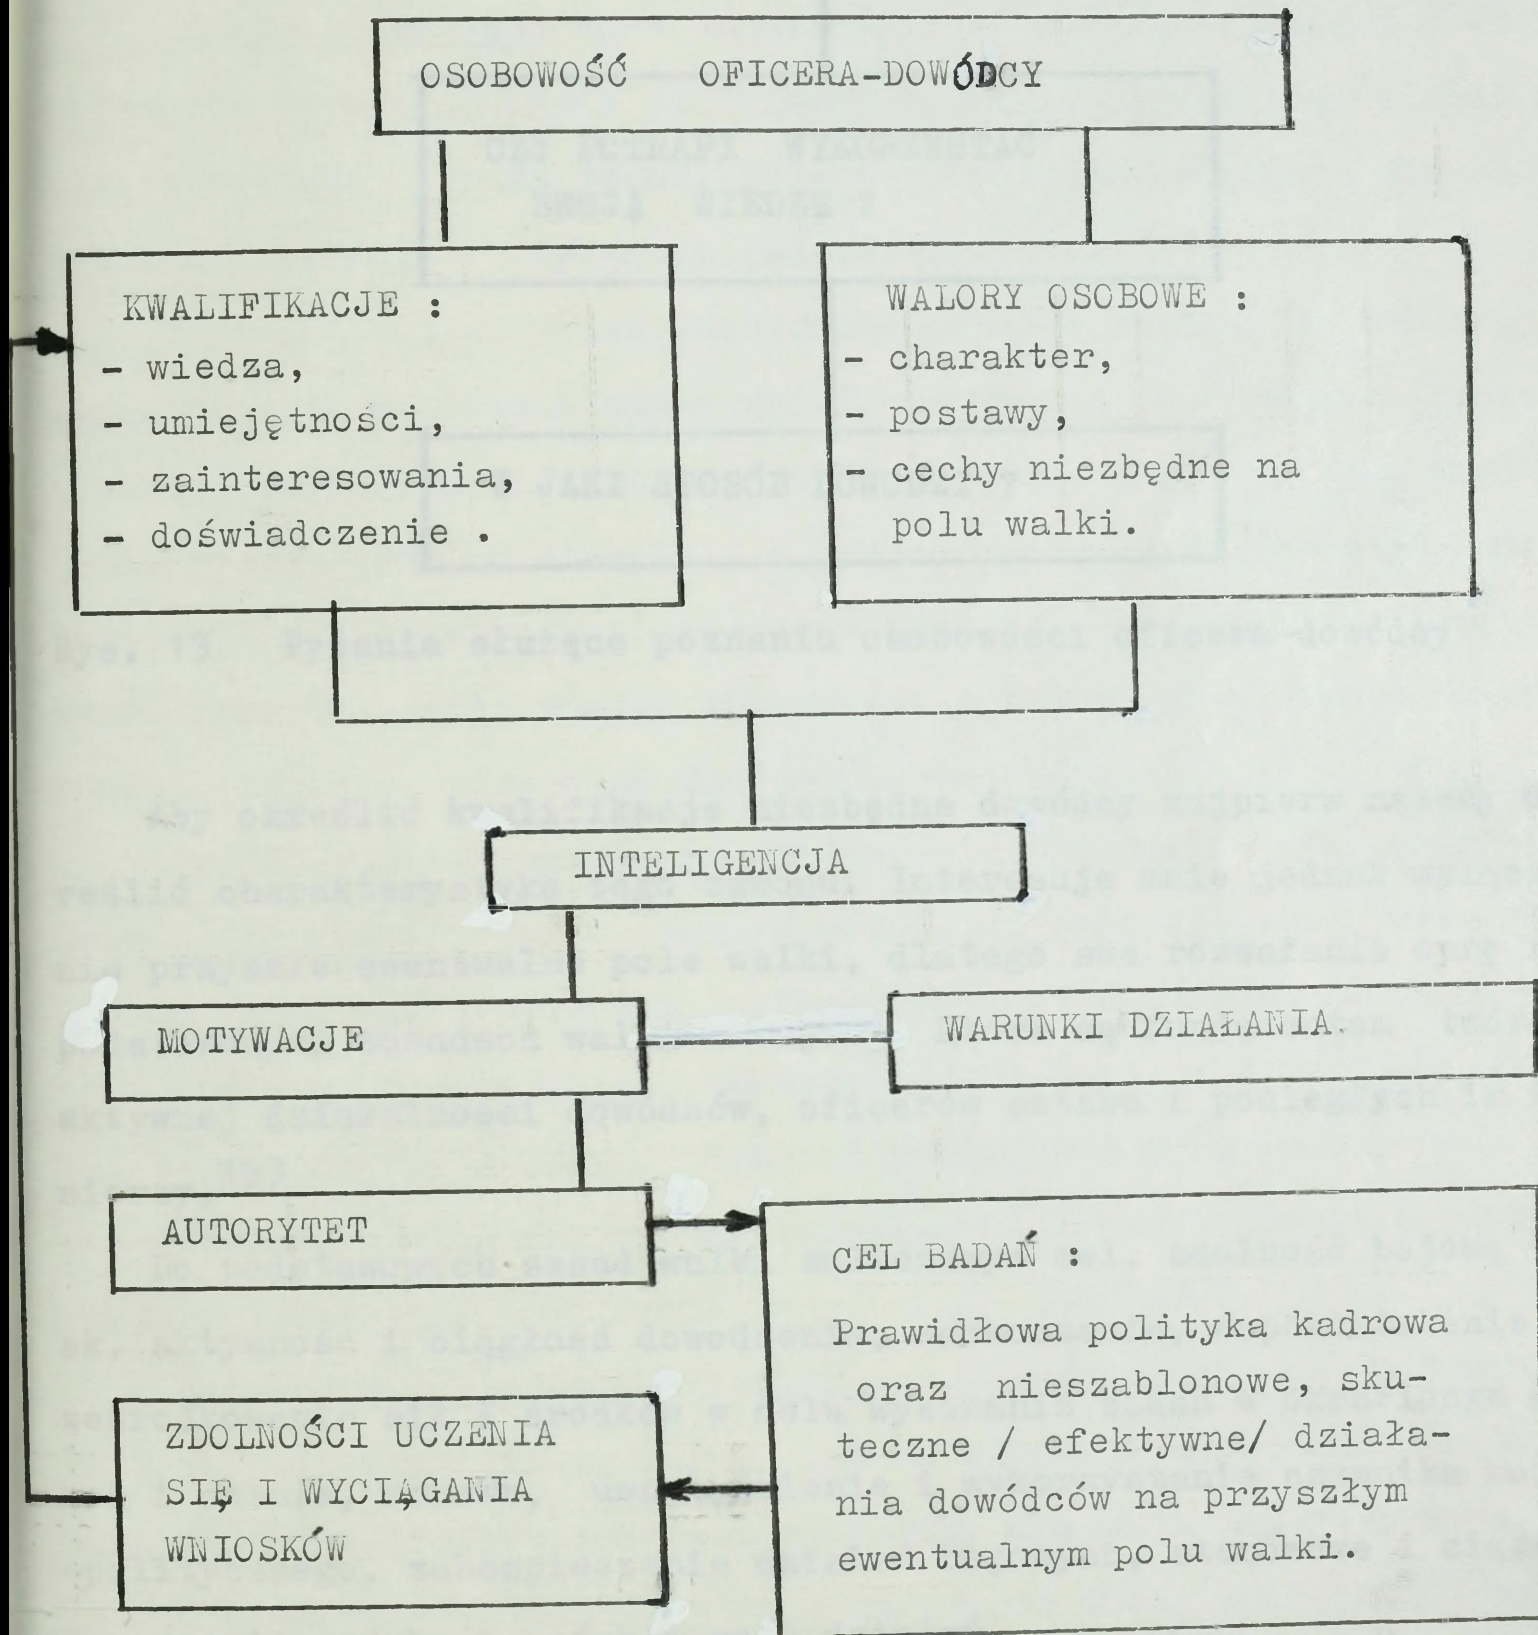 OSOBOWOŚĆ OFICERA-DOWÓDCY
KWALIFIKACJE :
- wiedza,
- umiejętności,
- zainteresowania,
- doświadczenie .
WALORY OSOBOWE :
- charakter,
- postawy,
- cechy niezbędne na
polu walki.
INTELIGENCJA
MOTYWACJE
WARUNKI DZIAŁANIA.
AUTORYTET
CEL BADAŃ :
Prawidłowa polityka kadrowa
oraz nieszablonowe, sku-
teczne / efektywne/ działa-
nia dowódców na przyszłym
ewentualnym polu walki.
ZDOLNOŚCI UCZENIA
SIĘ I WYCIĄGANIA
WNIOSKÓW